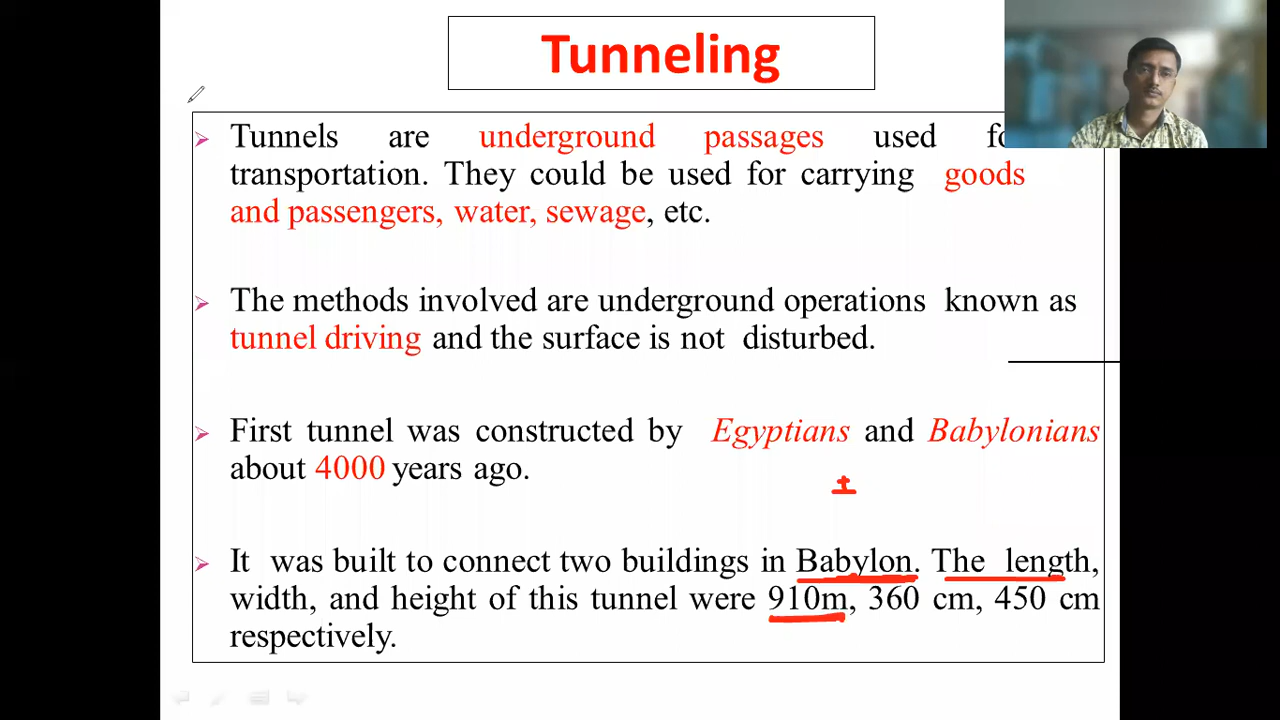 Tunneling
➢ Tunnels are underground passages used
transportation. They could be used for carrying goods
and passengers, water, sewage, etc.
➢ The methods involved are underground operations known as
tunnel driving and the surface is not disturbed.
➢ First tunnel was constructed by Egyptians and Babylonians
about 4000 years ago.
➢ It was built to connect two buildings in Babylon. The length,
width, and height of this tunnel were 910m, 360 cm, 450 cm
respectively.